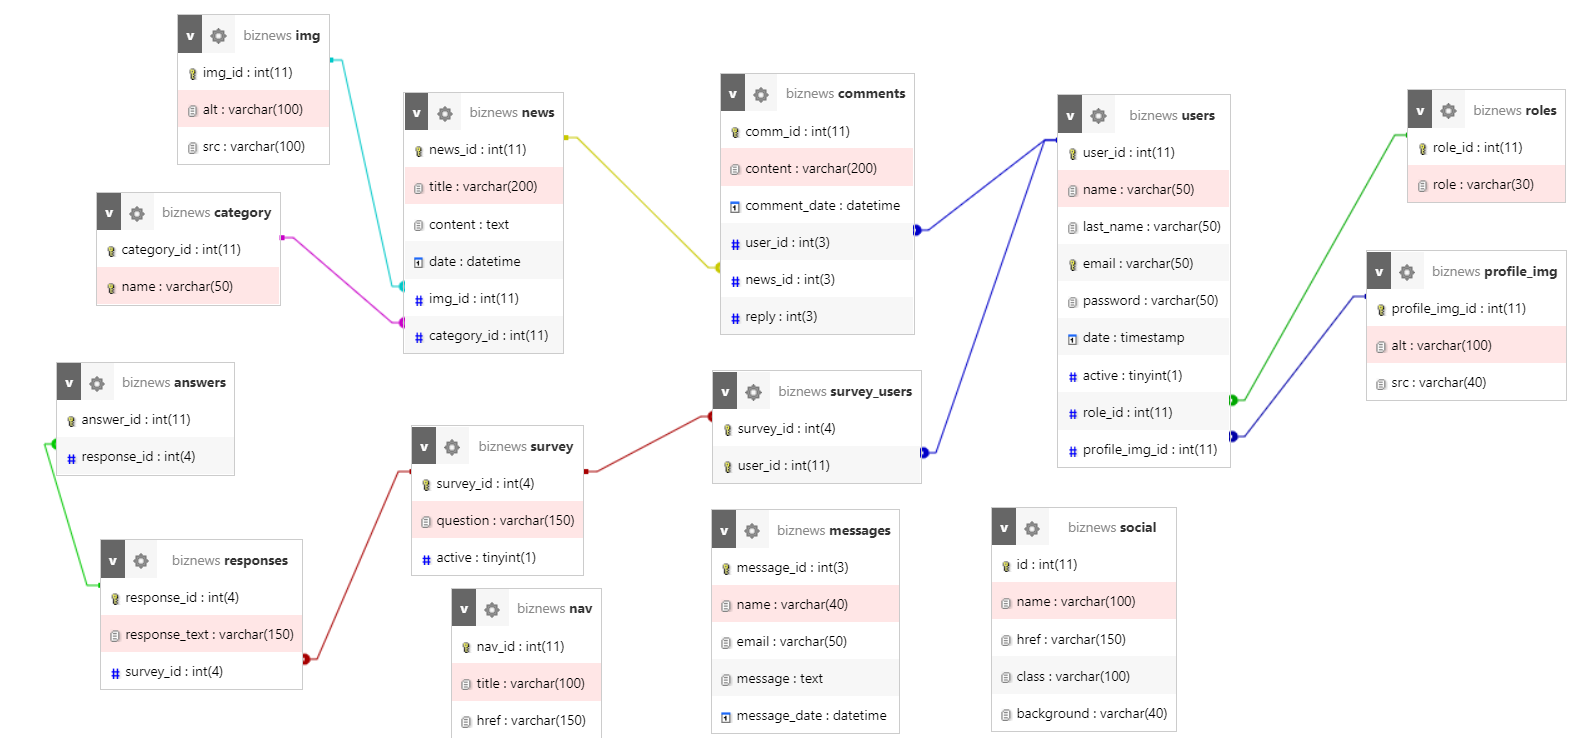 v biznews img
img_id : int(11)
alt : varchar(100)
src : varchar(100)
v biznews category
category_id : int(11)
name : varchar(50)
v biznews news
news_id : int(11)
title : varchar(200)
content : text
date : datetime
# img_id : int(11)
# category_id : int(11)
v biznews comments
comm_id : int(11)
content : varchar(200)
comment_date : datetime
# user_id : int(3)
# news_id : int(3)
# reply : int(3)
v biznews users
user_id : int(11)
name : varchar(50)
last_name : varchar(50)
email : varchar(50)
password : varchar(50)
date : timestamp
# active : tinyint(1)
# role_id : int(11)
# profile_img_id : int(11)
v biznews roles
role_id : int(11)
role : varchar(30)
v biznews profile_img
profile_img_id : int(11)
alt : varchar(100)
src : varchar(40)
v biznews answers
answer_id : int(11)
# response_id : int(4)
v biznews survey
survey_id : int(4)
question : varchar(150)
# active : tinyint(1)
v biznews survey_users
survey_id : int(4)
user_id : int(11)
v biznews responses
response_id : int(4)
response_text : varchar(150)
# survey_id : int(4)
v biznews nav
nav_id : int(11)
title : varchar(100)
href : varchar(150)
v biznews messages
message_id : int(3)
name : varchar(40)
email : varchar(50)
message : text
message_date : datetime
v biznews social
id : int(11)
name : varchar(100)
href : varchar(150)
class : varchar(100)
background : varchar(40)